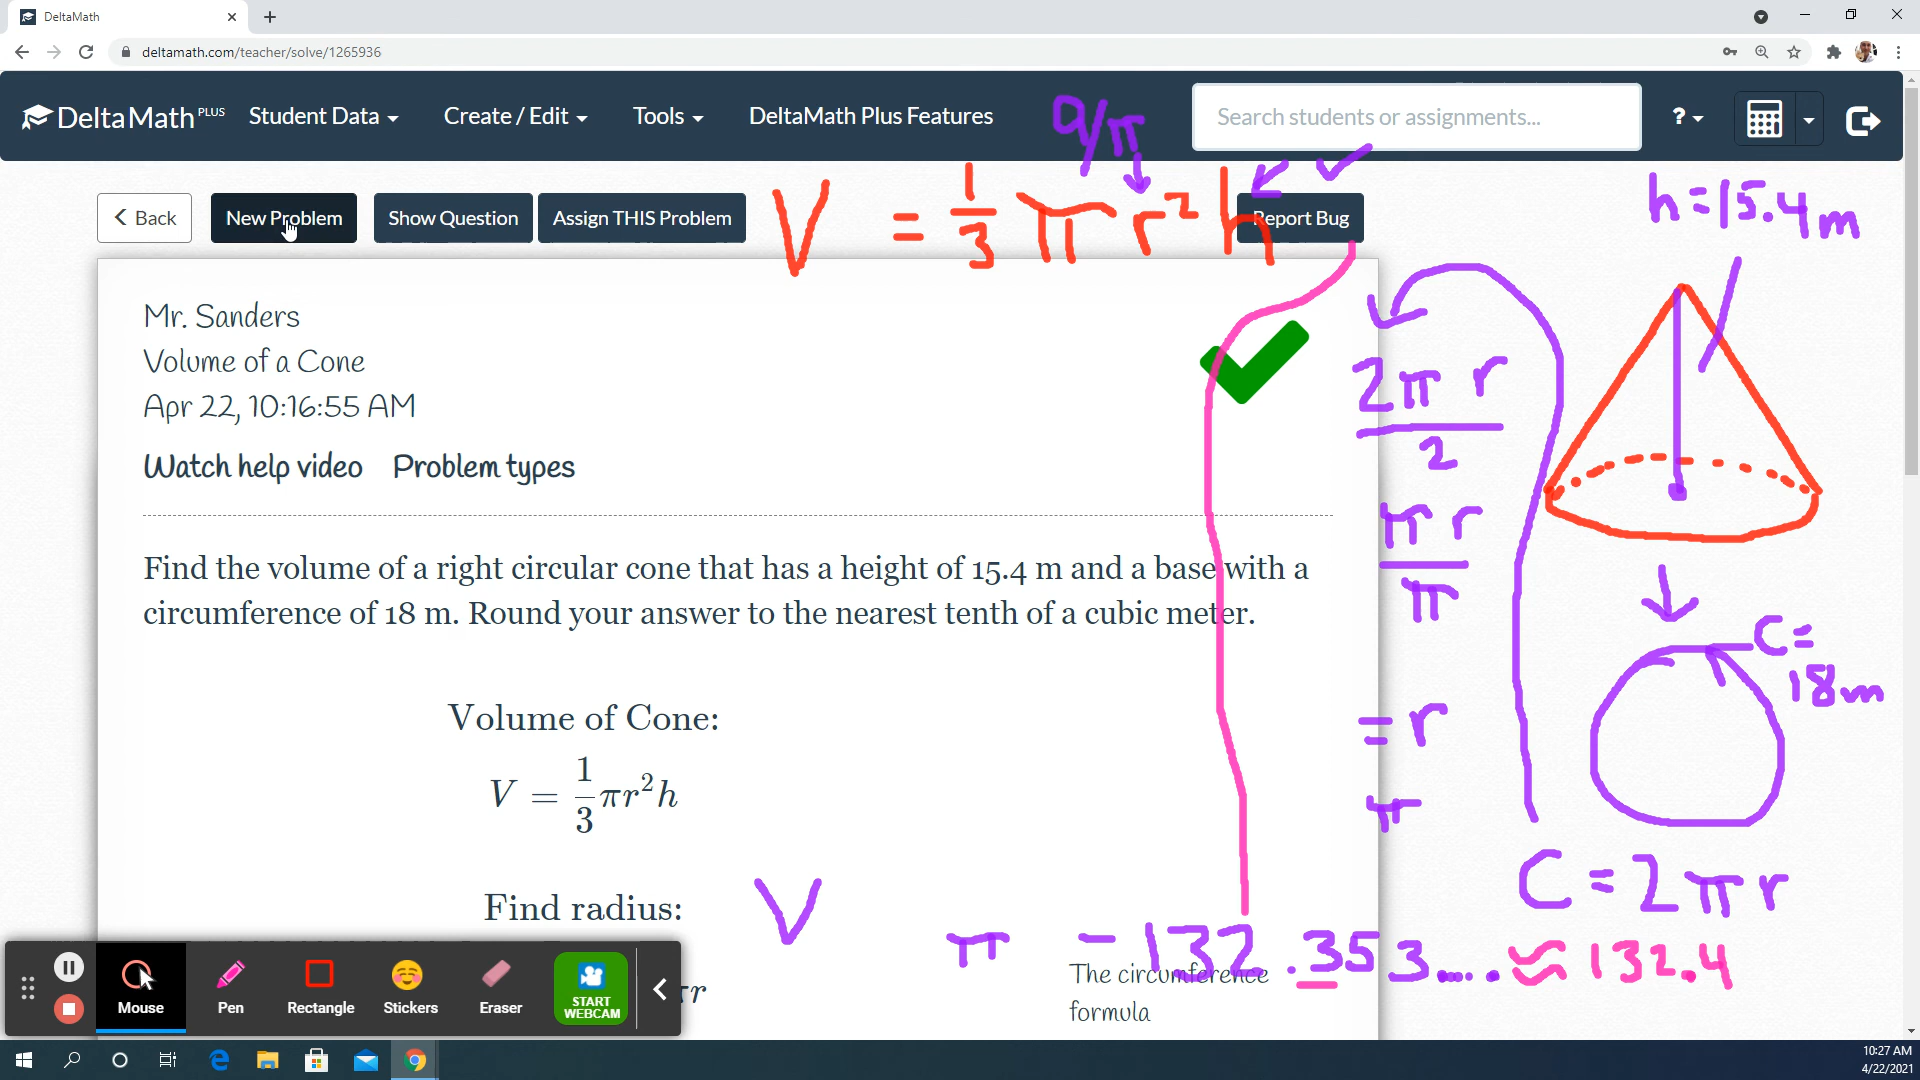 DeltaMath
deltamath.com/teacher/solve/1265936
DeltaMath PLUS Student Data Create / Edit Tools DeltaMath Plus Features Search students or assignments... ?
9/π
Back New Problem Show Question Assign THIS Problem Report Bug
V = 1/3 π r² h
h=15.4m
Mr. Sanders
Volume of a Cone
Apr 22, 10:16:55 AM
Watch help video Problem types
2πr
2
πr
π
Find the volume of a right circular cone that has a height of 15.4 m and a base with a
circumference of 18 m. Round your answer to the nearest tenth of a cubic meter.
C=
18m
Volume of Cone:
= r
V = 1/3 πr²h
π
C=2πr
Find radius:
V
π 132.353.... ≈ 132.4
πr
The circumference
formula
Mouse Pen Rectangle Stickers Eraser START
WEBCAM
10:27 AM
4/22/2021